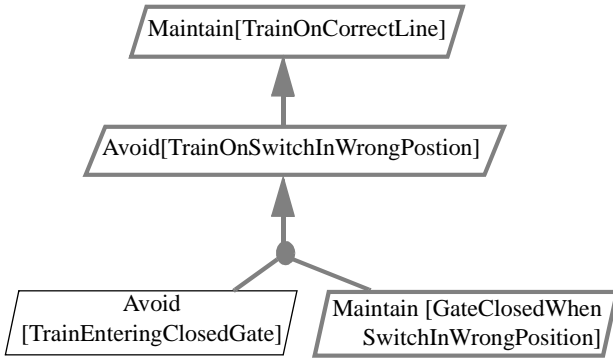 Maintain[TrainOnCorrectLine]
Avoid[TrainOnSwitchInWrongPostion]
Avoid
[TrainEnteringClosedGate]
Maintain [GateClosedWhen
SwitchInWrongPosition]